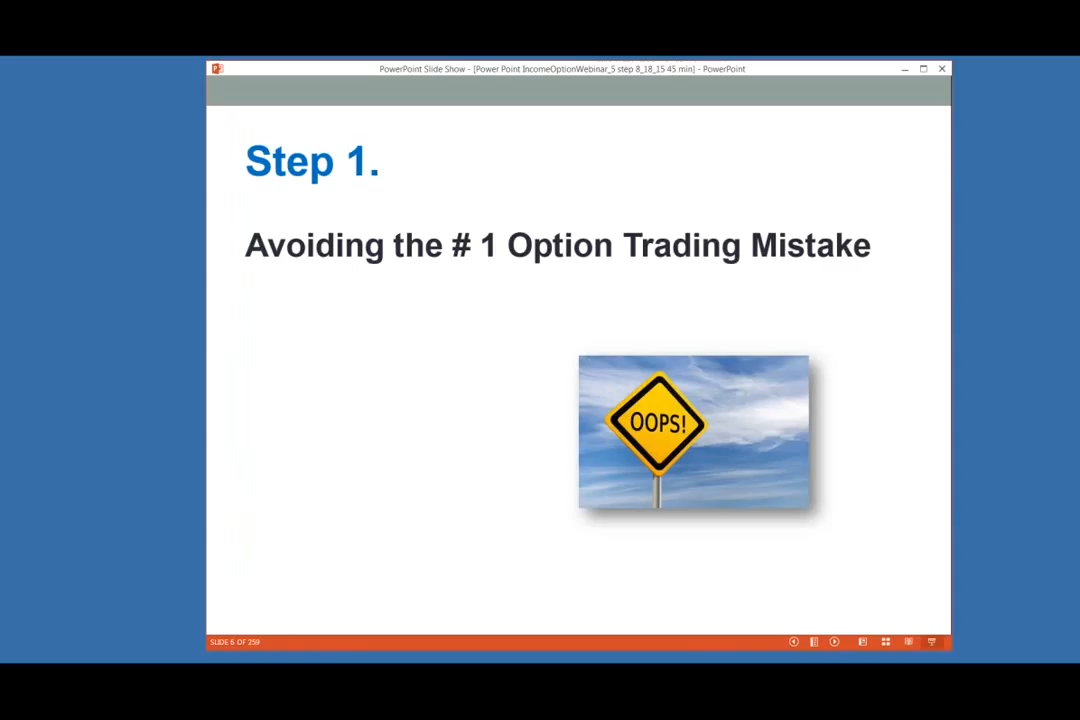 PowerPoint Slide Show - [Power Point IncomeOptionWebinar_5 step 8_18_15 45 min] - PowerPoint
Step 1.
Avoiding the # 1 Option Trading Mistake
OOPS!
SLIDE 6 OF 259